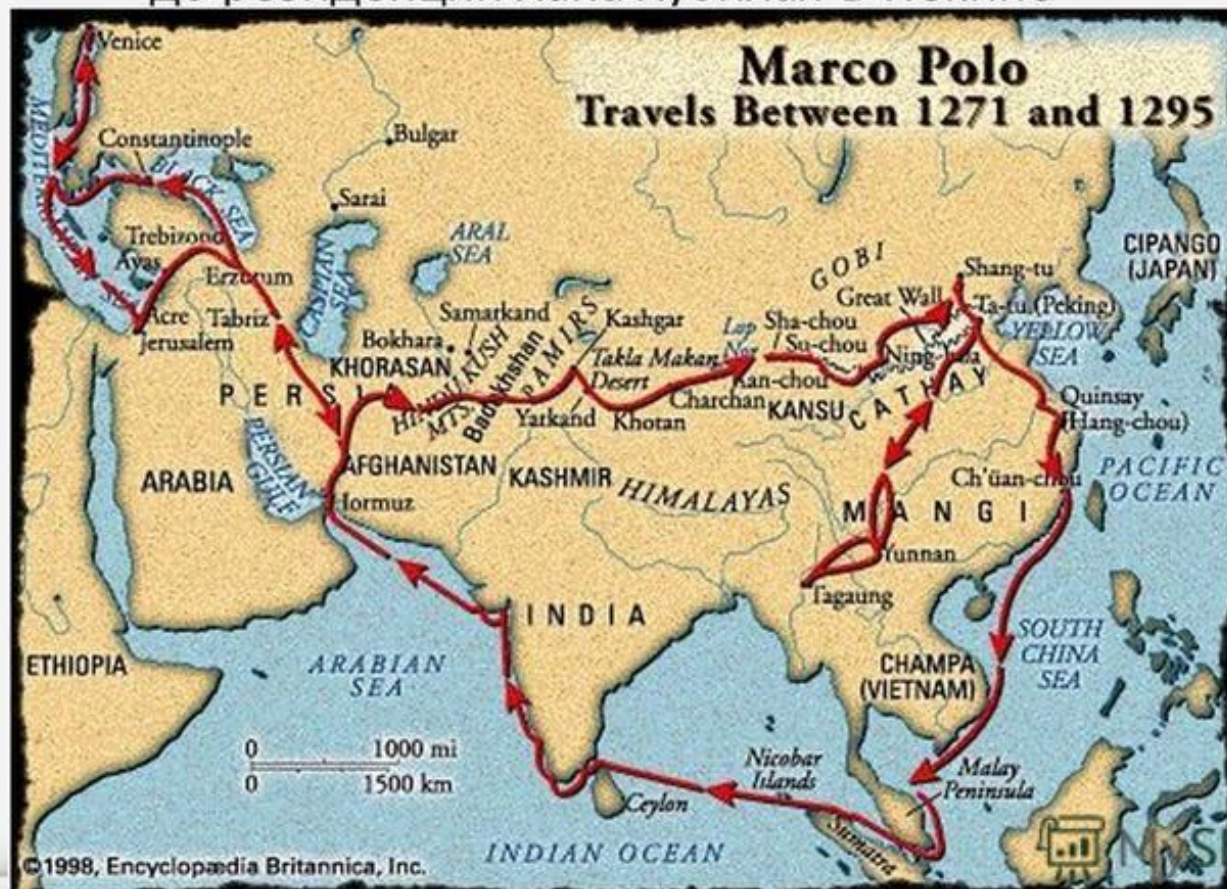 Marco Polo
Travels Between 1271 and 1295
Venice
Constantinople
BLACK SEA
Bulgar
Sarai
Trebizond
Ayas
Erzurum
CASPIAN
SEA
ARAL
SEA
GOBI
Shang-tu
CIPANGO
(JAPAN)
Great Wall
Ta-tu (Peking)
Acre
Jerusalem
Tabriz
Samarkand
Bokhara
KHORASAN
HINDU KUSH
MTS.
Badakhshan
PAMIRS
Kashgar
Takla Makan
Desert
Lop
Nor
Sha-chou
Su-chou
YELLOW
SEA
PERSIA
Yarkand
Khotan
Charchan
Kan-chou
KANSU
CATHAY
Quinsay
(Hang-chou)
ARABIA
PERSIAN
GULF
Hormuz
AFGHANISTAN
KASHMIR
HIMALAYAS
MANGI
Ch'üan-chou
PACIFIC
OCEAN
Yunnan
Tagaung
INDIA
ETHIOPIA
ARABIAN
SEA
CHAMPA
(VIETNAM)
SOUTH
CHINA
SEA
0 1000 mi
0 1500 km
Nicobar
Islands
Malay
Peninsula
Ceylon
Sumatra
INDIAN OCEAN
©1998, Encyclopædia Britannica, Inc.